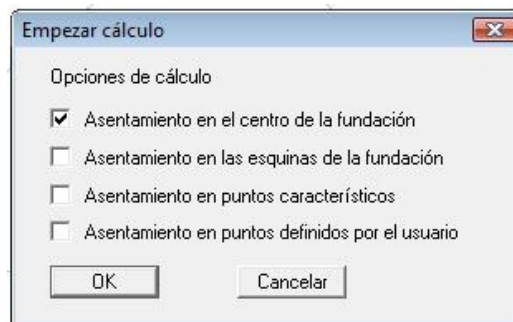 Empezar cálculo
Opciones de cálculo
Asentamiento en el centro de la fundación
Asentamiento en las esquinas de la fundación
Asentamiento en puntos característicos
Asentamiento en puntos definidos por el usuario
OK Cancelar